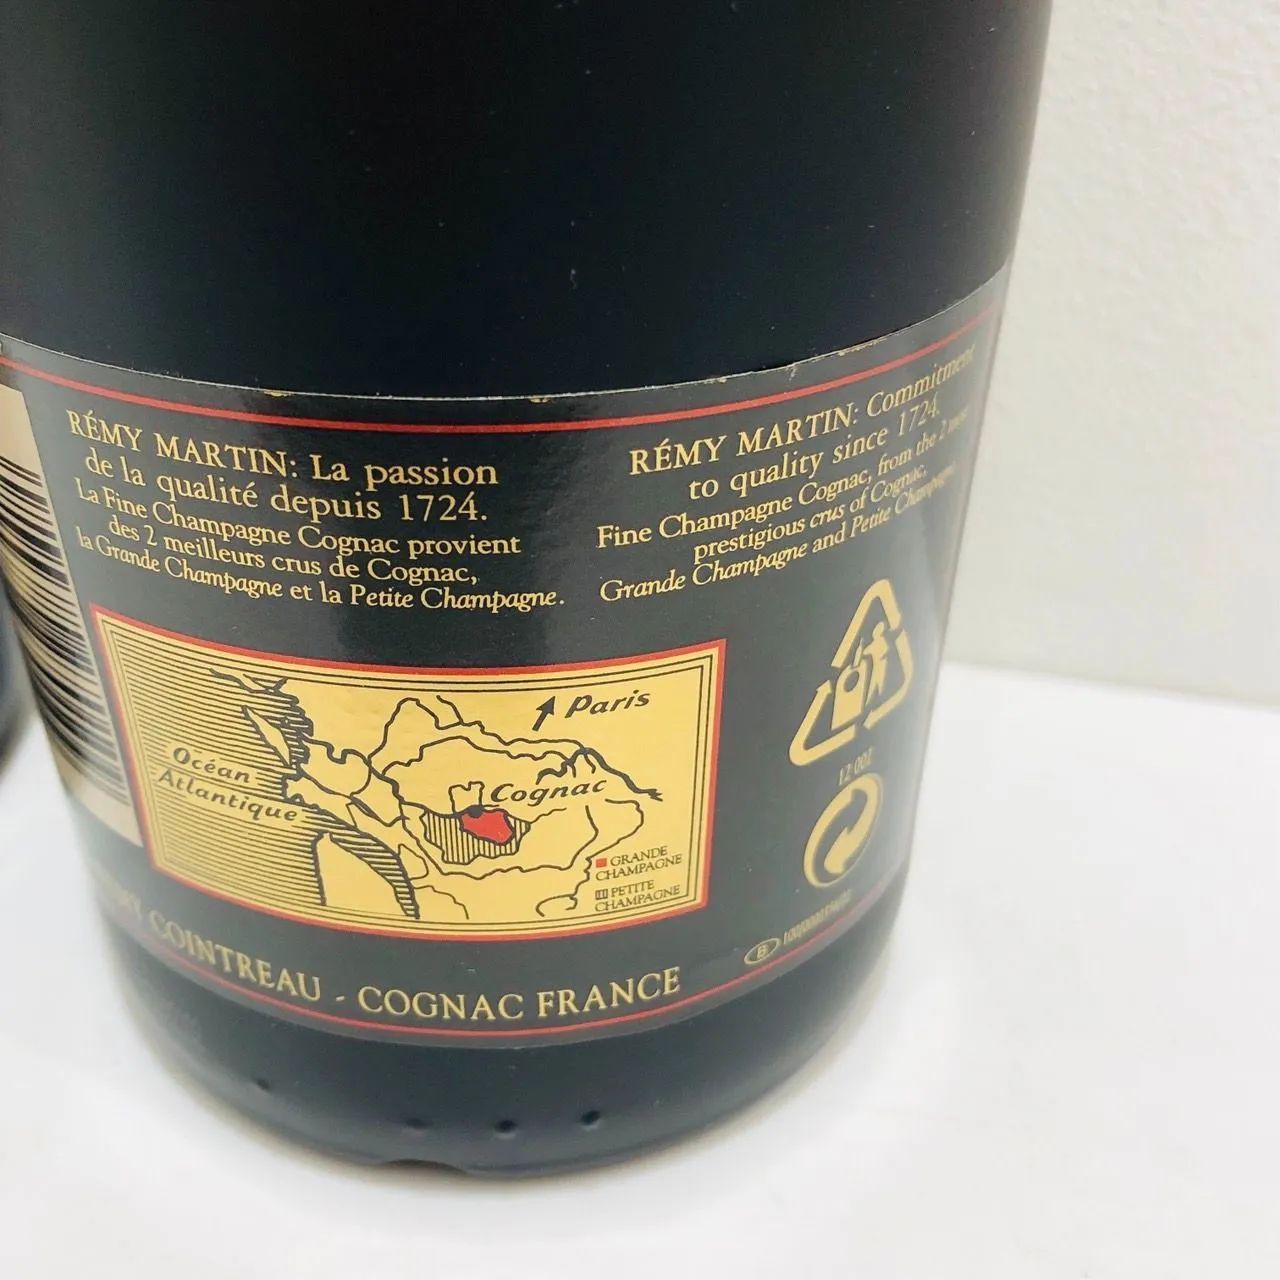 RÉMY MARTIN: La passion
de la qualité depuis 1724.
La Fine Champagne Cognac provient
des 2 meilleurs crus de Cognac,
la Grande Champagne et la Petite Champagne.
RÉMY MARTIN: Commitment
to quality since 1724.
Fine Champagne Cognac, from the 2 most
prestigious crus of Cognac,
Grande Champagne and Petite Champagne
Paris
Océan
Atlantique
Cognac
GRANDE
CHAMPAGNE
PETITE
CHAMPAGNE
12 002
COINTREAU - COGNAC FRANCE
B